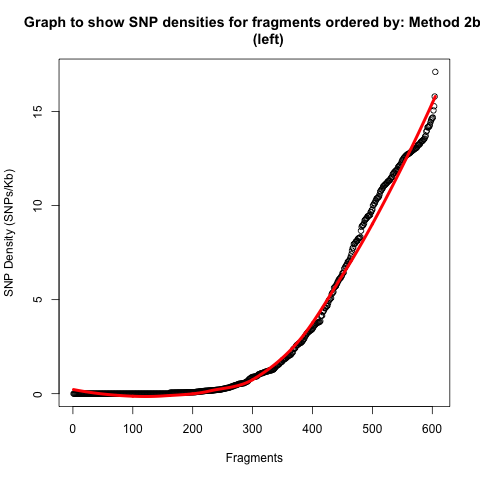 Graph to show SNP densities for fragments ordered by: Method 2b
(left)
SNP Density (SNPs/Kb)
15
10
5
0
0 100 200 300 400 500 600
Fragments